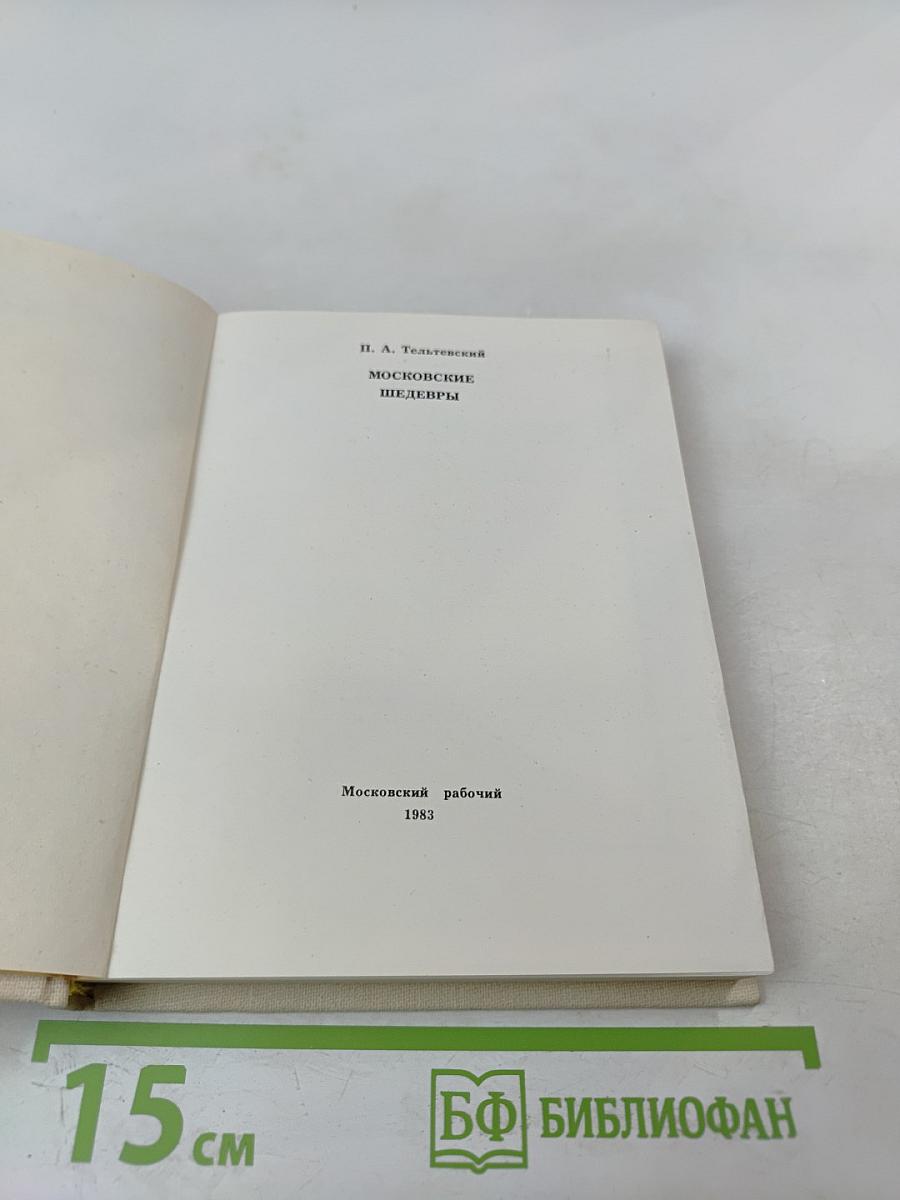 П. А. Тельтевский
МОСКОВСКИЕ
ШЕДЕВРЫ
Московский рабочий
1983
15 см
БФ БИБЛИОФАН